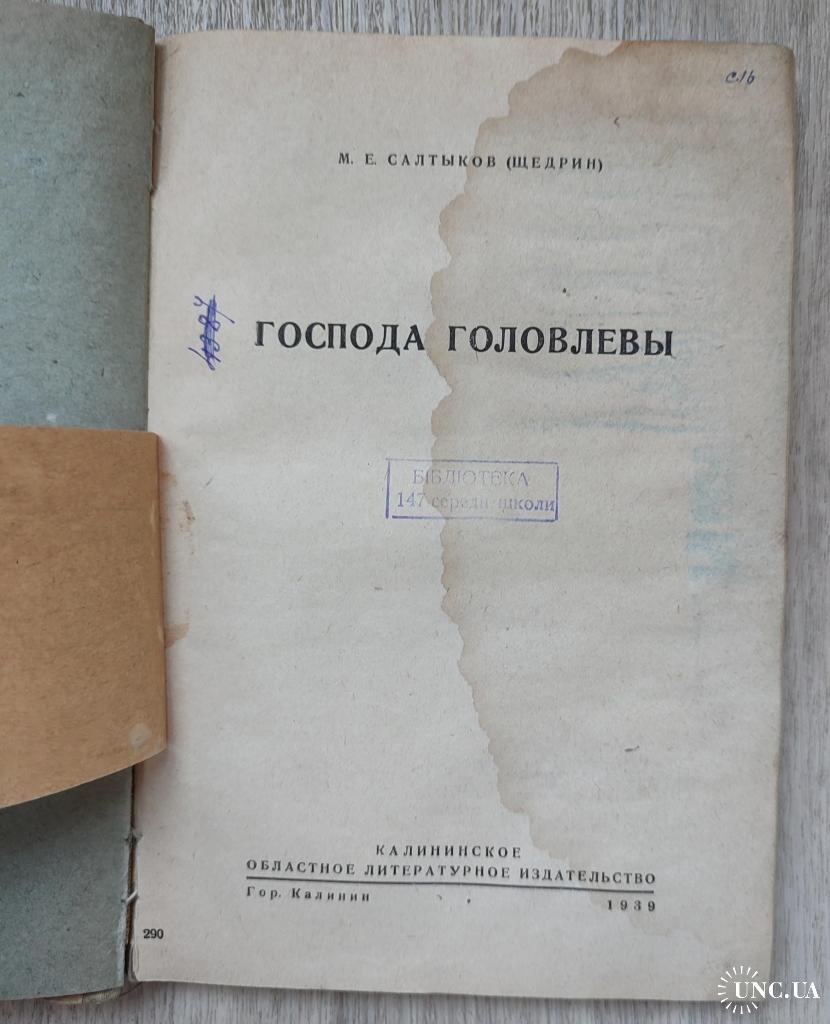 с16
М. Е. САЛТЫКОВ (ЩЕДРИН)
ГОСПОДА ГОЛОВЛЕВЫ
БІБЛІОТЕКА
147 середн. школи
КАЛИНИНСКОЕ
ОБЛАСТНОЕ ЛИТЕРАТУРНОЕ ИЗДАТЕЛЬСТВО
Гор. Калинин 1939
290
UNC.UA